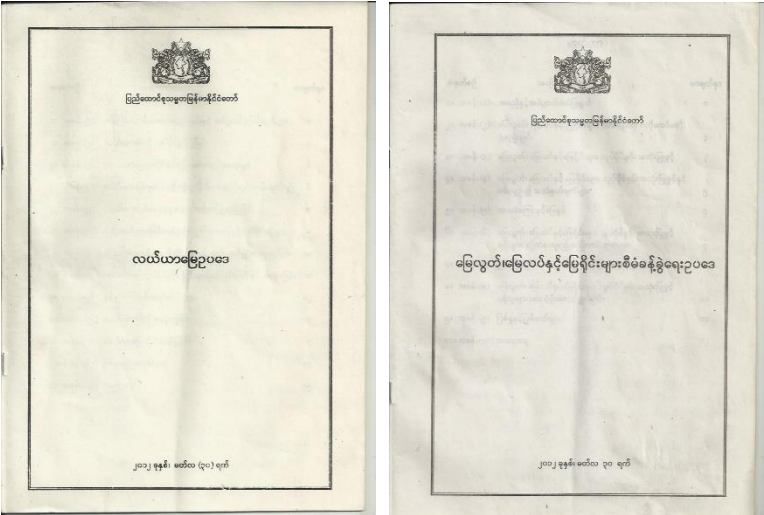 ပြည်ထောင်စုသမ္မတမြန်မာနိုင်ငံတော်
လယ်ယာမြေဥပဒေ
၂၀၁၂ ခုနှစ်၊ မတ်လ (၃၀) ရက်
ပြည်ထောင်စုသမ္မတမြန်မာနိုင်ငံတော်
မြေလွတ်၊မြေလပ်နှင့်မြေရိုင်းများစီမံခန့်ခွဲရေးဥပဒေ
၂၀၁၂ ခုနှစ်၊ မတ်လ ၃၀ ရက်